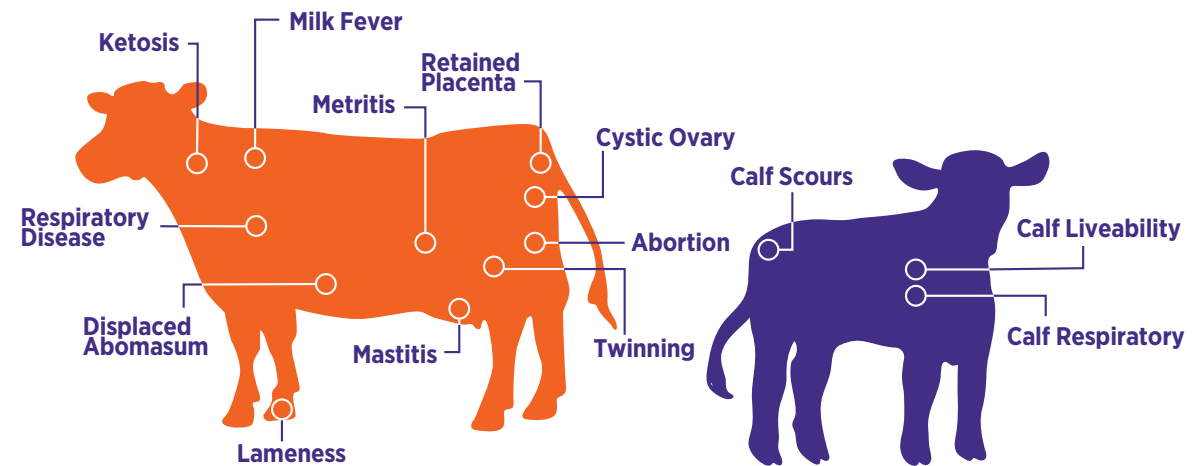 Milk Fever
Ketosis
Retained
Placenta
Metritis
Cystic Ovary
Calf Scours
Respiratory
Disease
Abortion
Calf Liveability
Displaced
Abomasum
Mastitis
Twinning
Calf Respiratory
Lameness